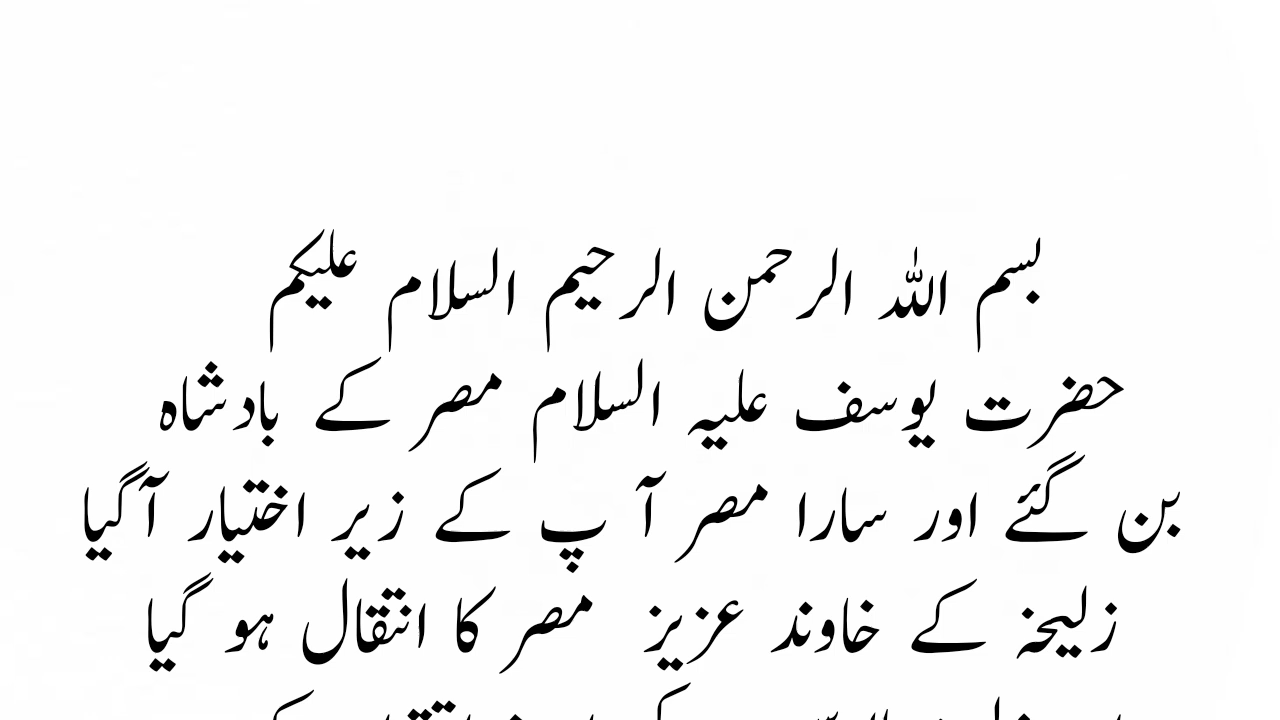 بسم اللہ الرحمن الرحیم السلام علیکم
حضرت یوسف علیہ السلام مصر کے بادشاہ
بن گئے اور سارا مصر آ پ کے زیر اختیار آگیا
زلیخہ کے خاوند عزیز مصر کا انتقال ہو گیا